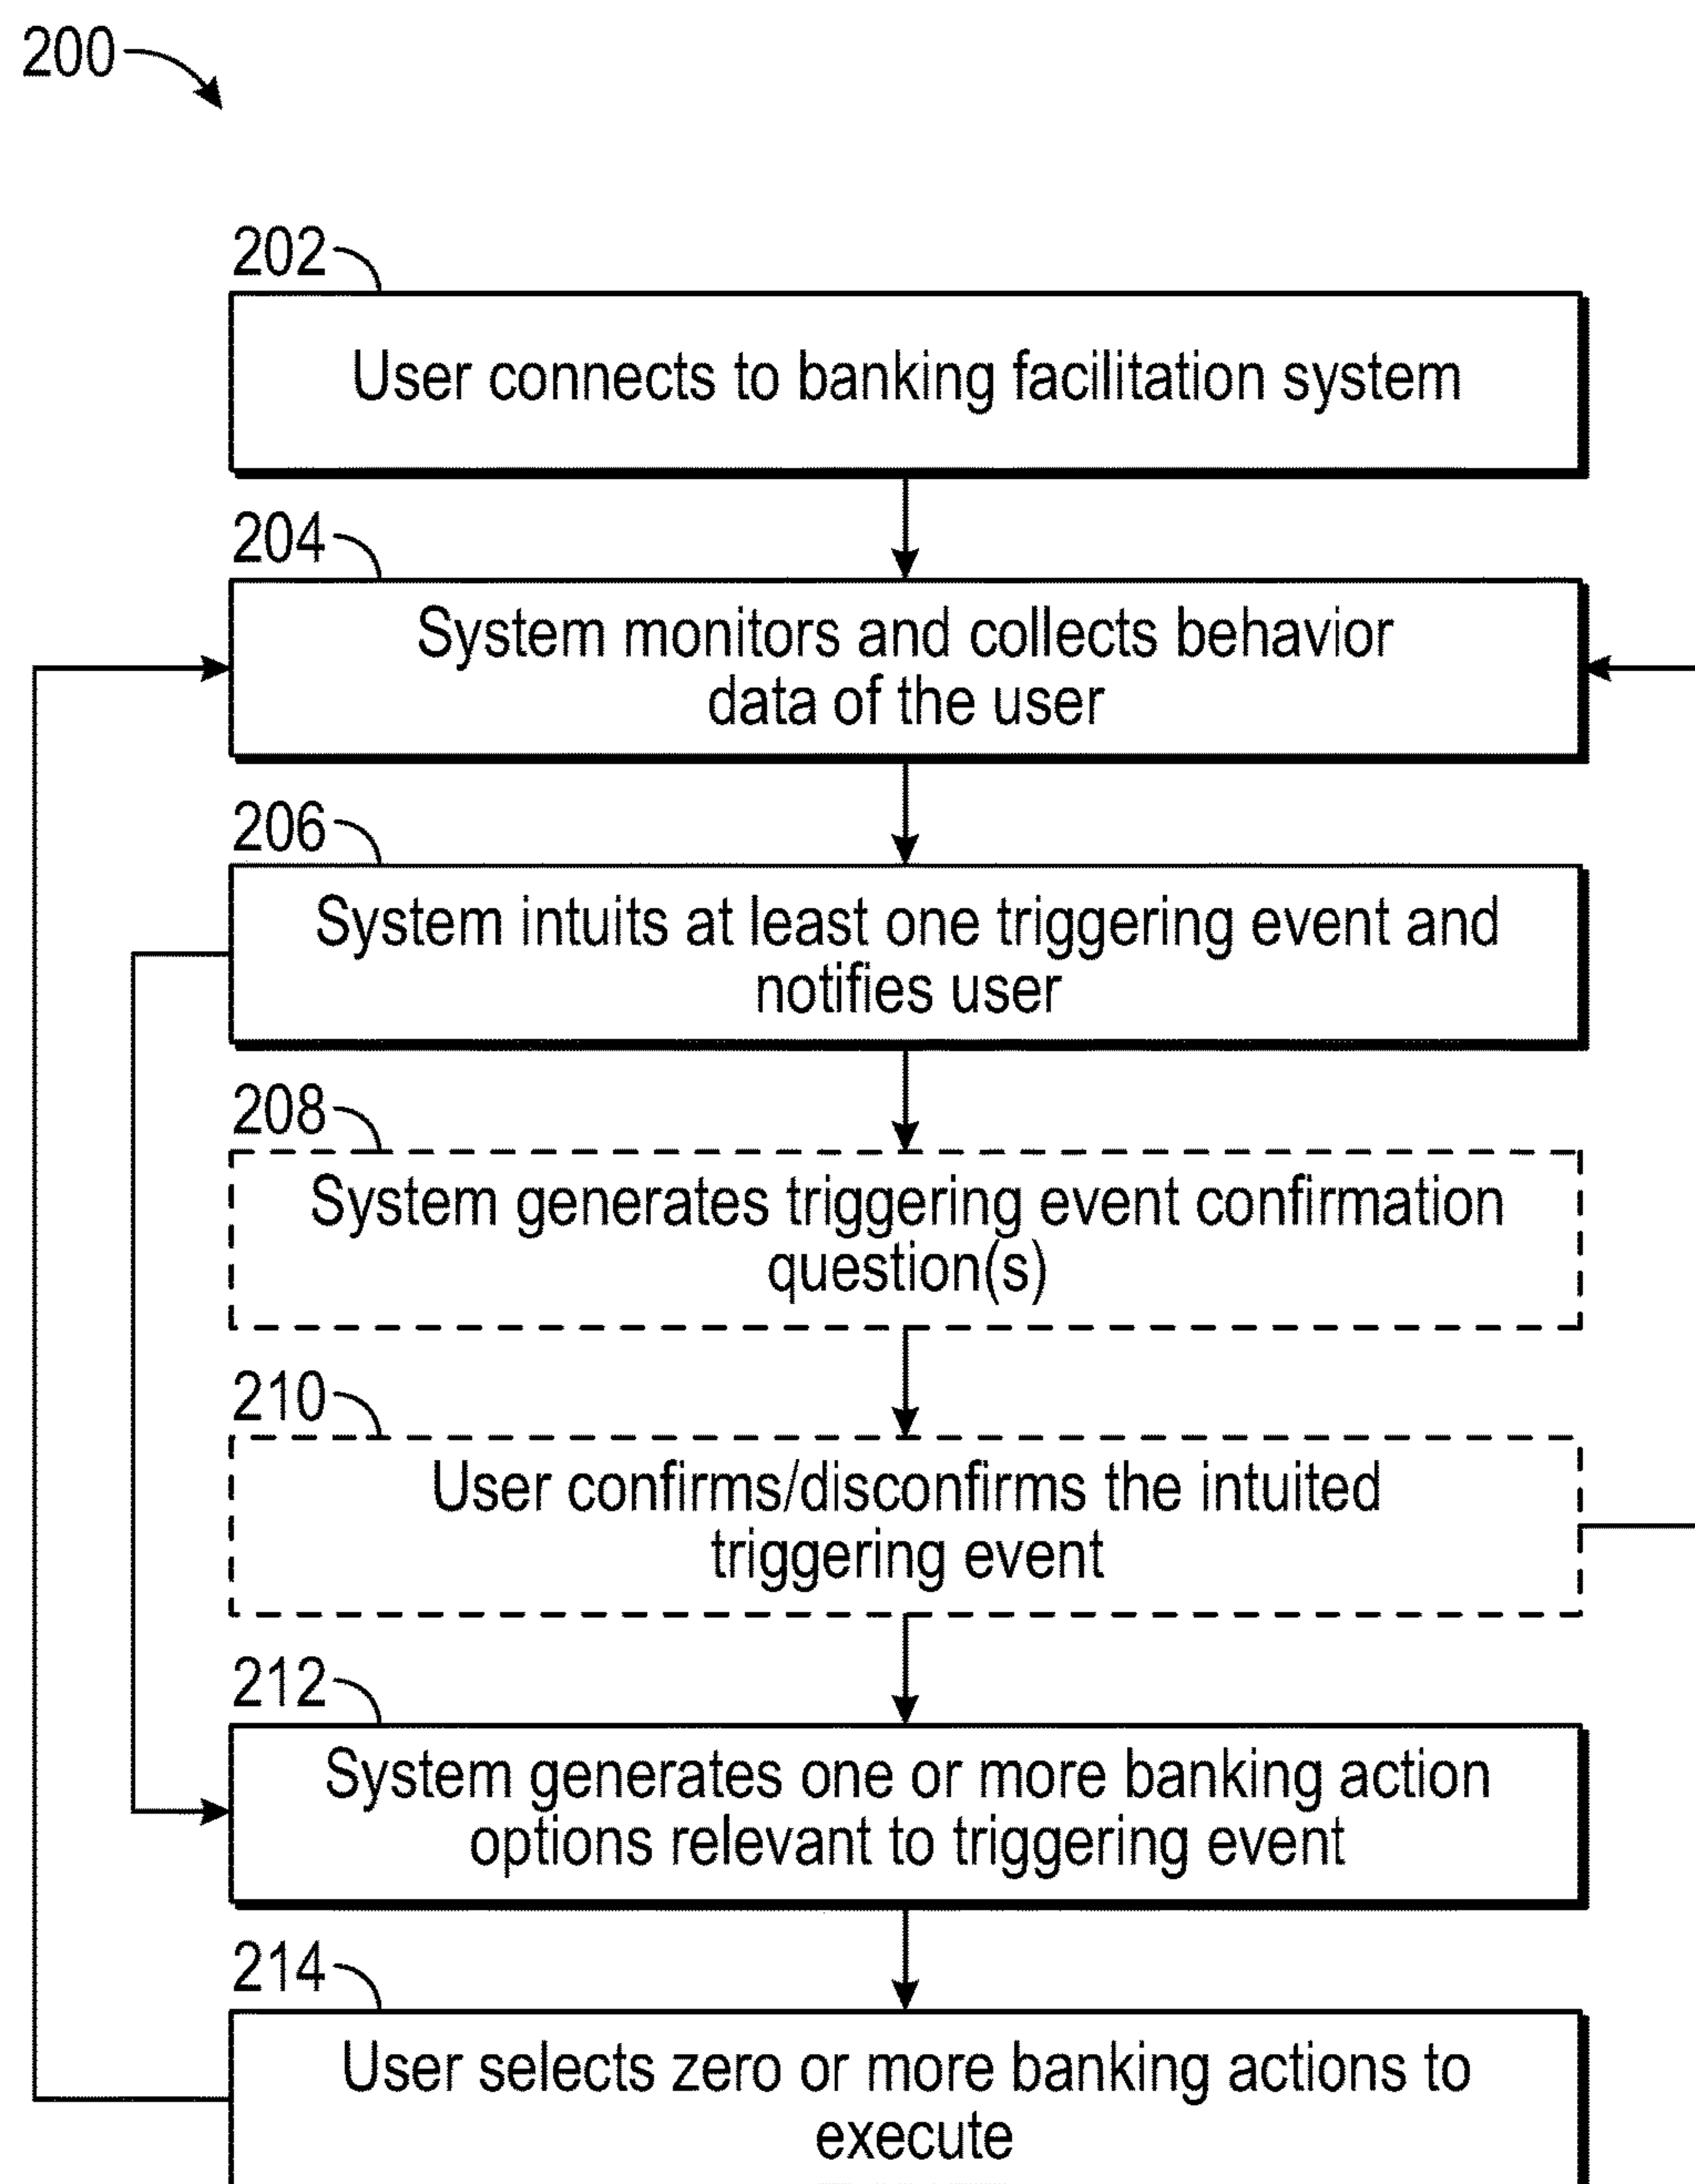 200
202
User connects to banking facilitation system
204
System monitors and collects behavior
data of the user
206
System intuits at least one triggering event and
notifies user
208
System generates triggering event confirmation
question(s)
210
User confirms/disconfirms the intuited
triggering event
212
System generates one or more banking action
options relevant to triggering event
214
User selects zero or more banking actions to
execute